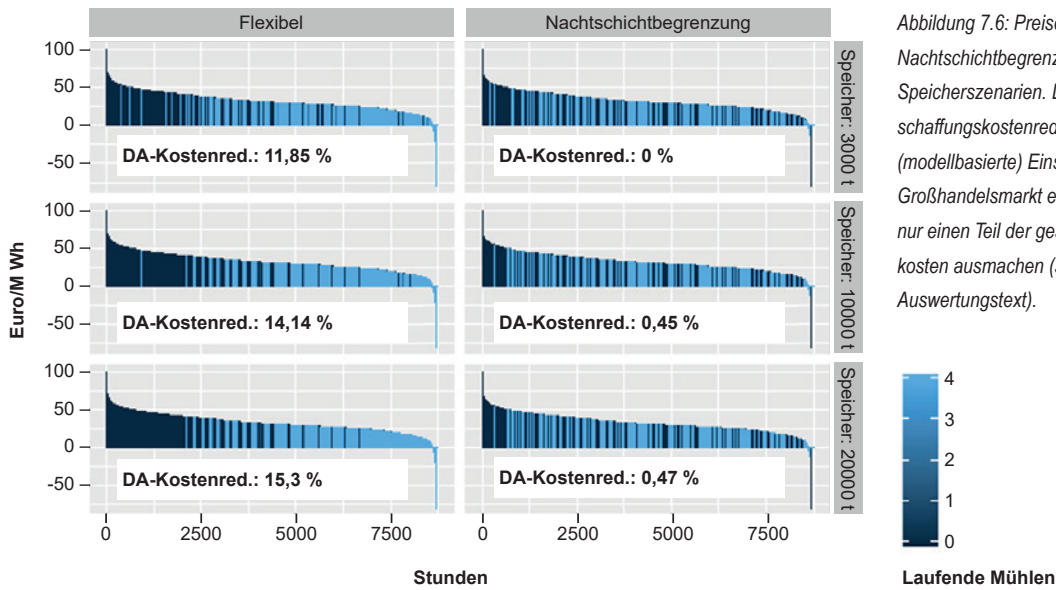 Flexibel
Nachtschichtbegrenzung
100
50
0
-50
DA-Kostenred.: 11,85 %
DA-Kostenred.: 0 %
Speicher: 3000 t
100
50
0
-50
DA-Kostenred.: 14,14 %
DA-Kostenred.: 0,45 %
Speicher: 10000 t
100
50
0
-50
DA-Kostenred.: 15,3 %
DA-Kostenred.: 0,47 %
Speicher: 20000 t
Euro/M Wh
0 2500 5000 7500
0 2500 5000 7500
Stunden
Abbildung 7.6: Preise
Nachtschichtbegrenz
Speicherszenarien.
schaffungskostenred
(modellbasierte) Eins
Großhandelsmarkt e
nur einen Teil der ge
kosten ausmachen
Auswertungstext).
4
3
2
1
0
Laufende Mühlen